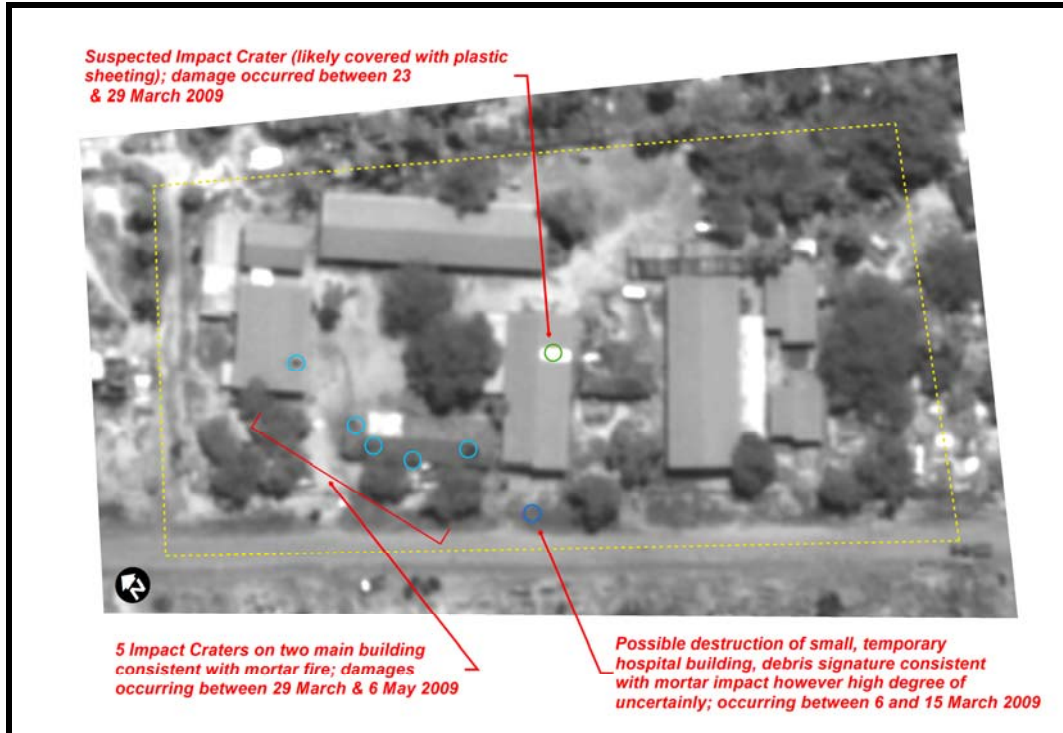 Suspected Impact Crater (likely covered with plastic
sheeting); damage occurred between 23
& 29 March 2009
5 Impact Craters on two main building
consistent with mortar fire; damages
occurring between 29 March & 6 May 2009
Possible destruction of small, temporary
hospital building, debris signature consistent
with mortar impact however high degree of
uncertainly; occurring between 6 and 15 March 2009